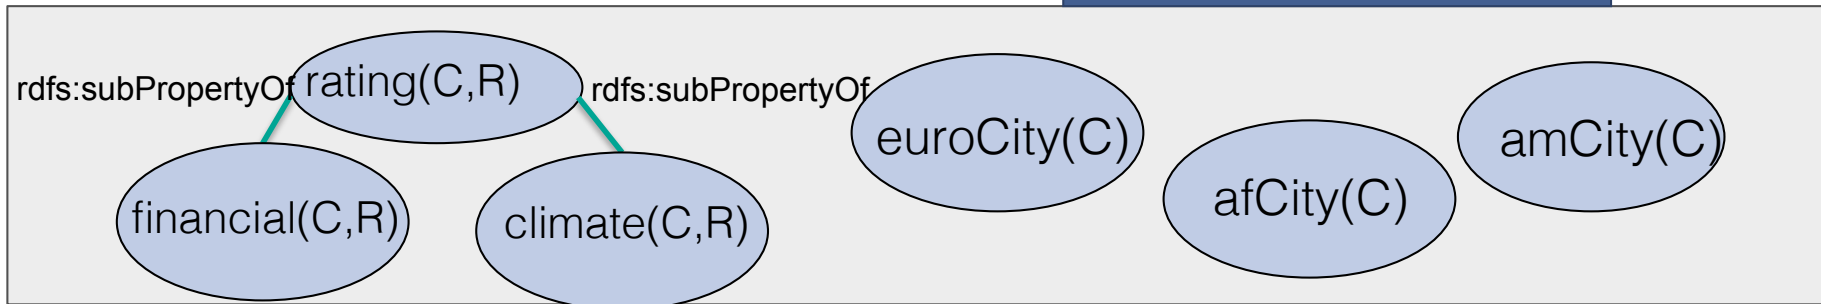 rdfs:subPropertyOf
rating(C,R)
rdfs:subPropertyOf
financial(C,R)
climate(C,R)
euroCity(C)
afCity(C)
amCity(C)